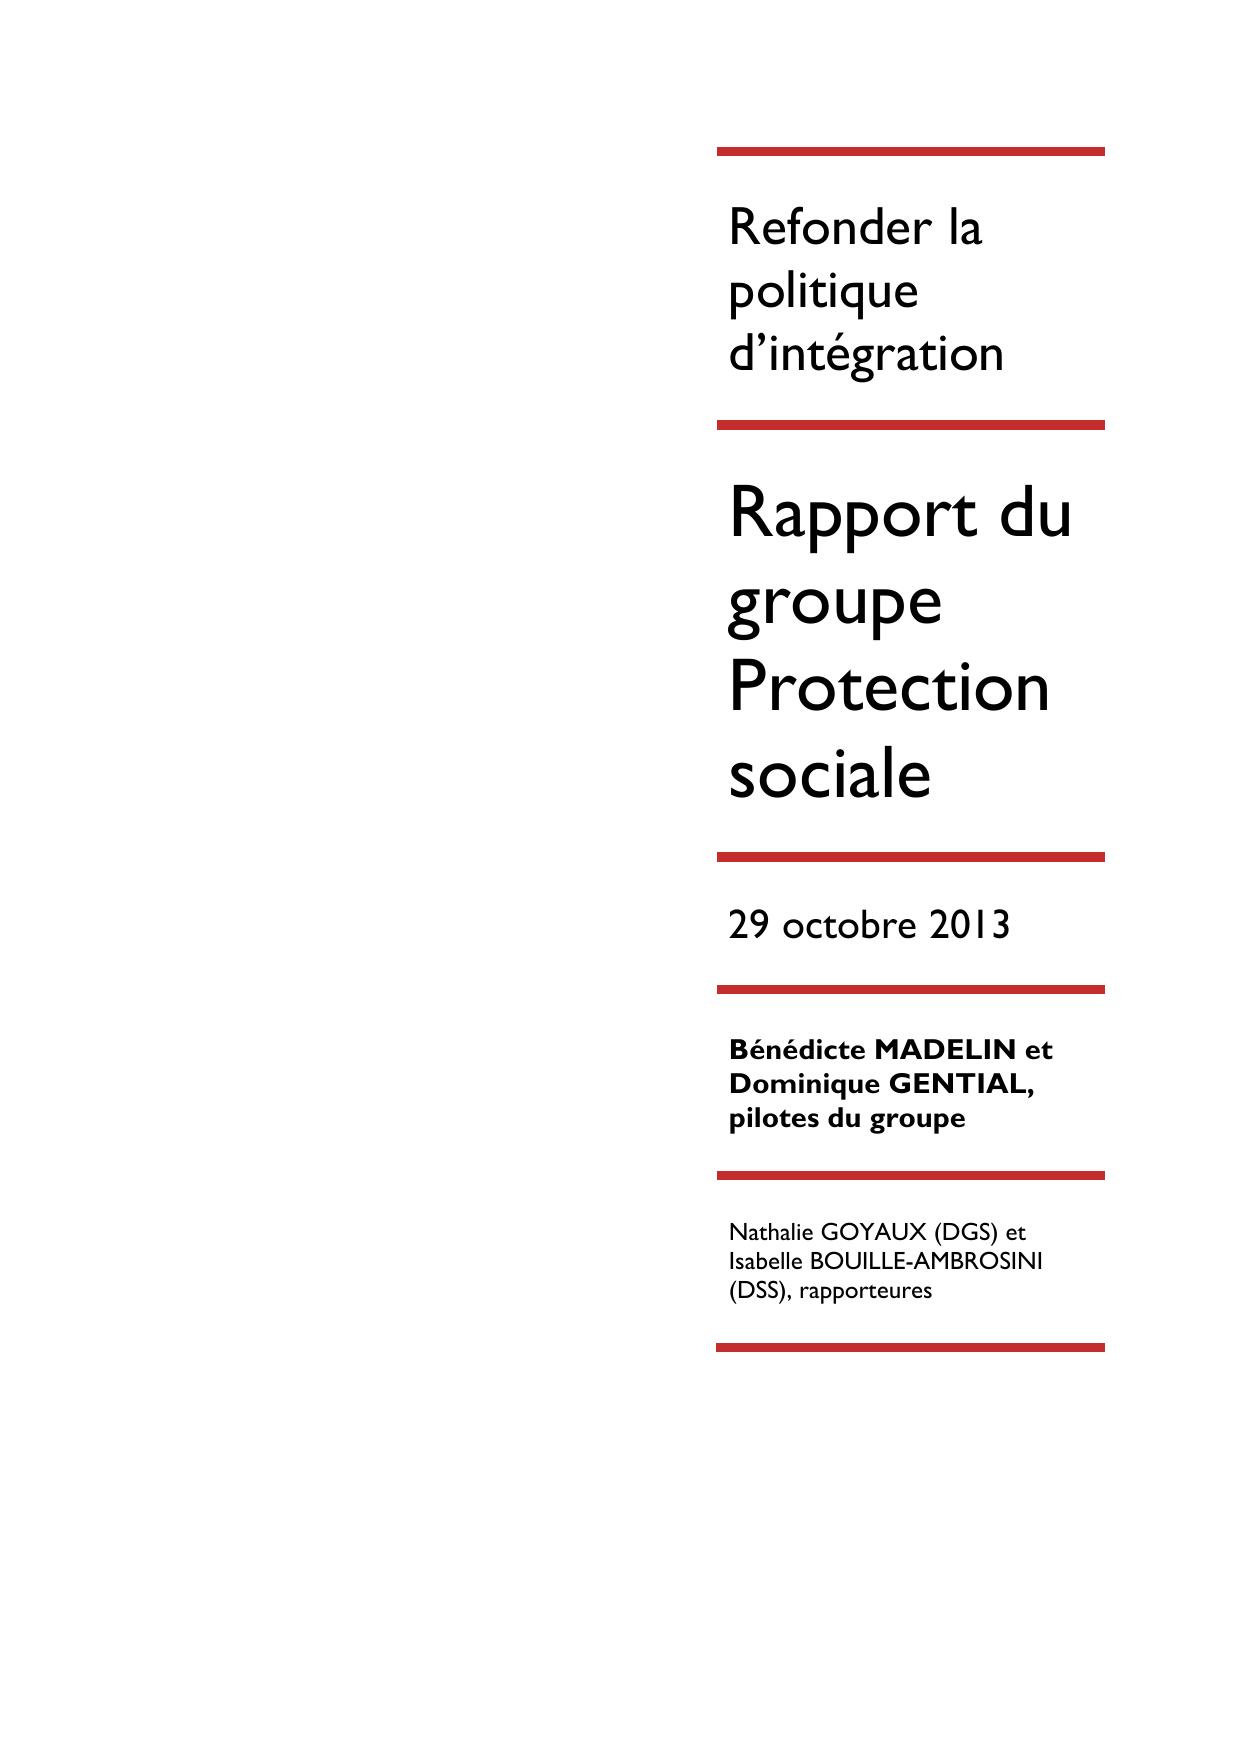 Refonder la
politique
d’intégration
Rapport du
groupe
Protection
sociale
29 octobre 2013
Bénédicte MADELIN et
Dominique GENTIAL,
pilotes du groupe
Nathalie GOYAUX (DGS) et
Isabelle BOUILLE-AMBROSINI
(DSS), rapporteures